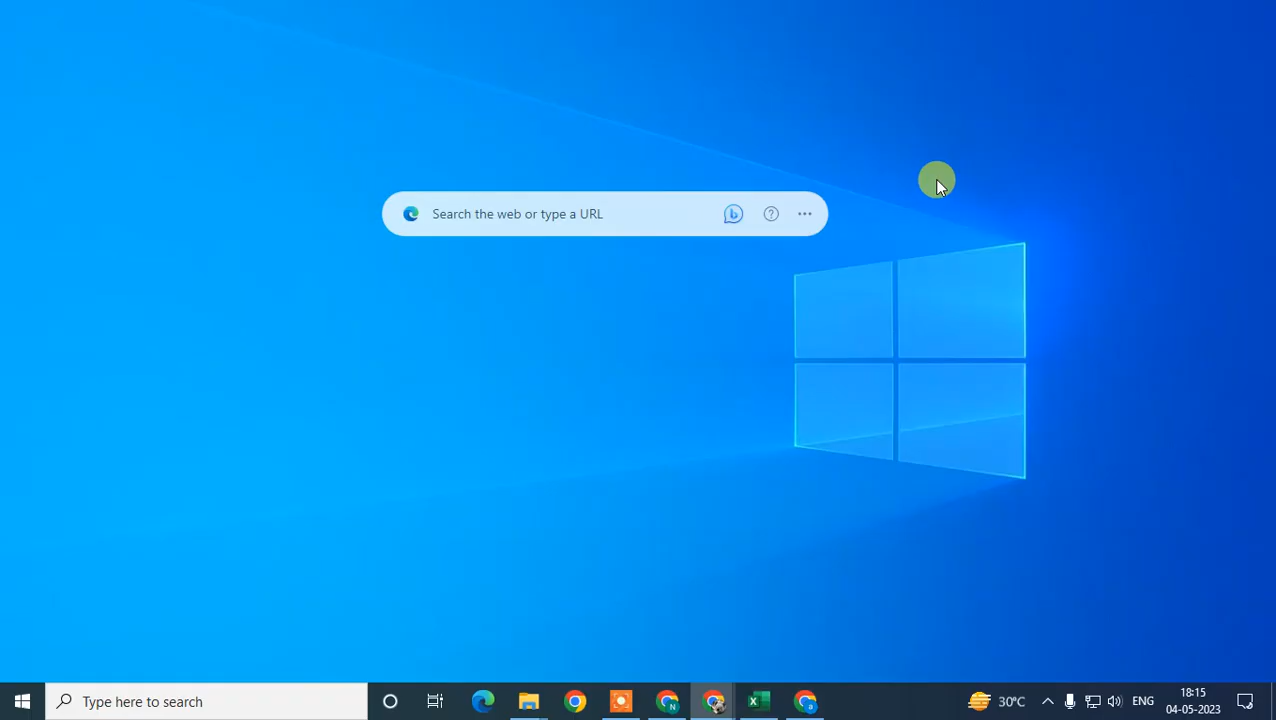 Search the web or type a URL
Type here to search
30°C
ENG
18:15
04-05-2023